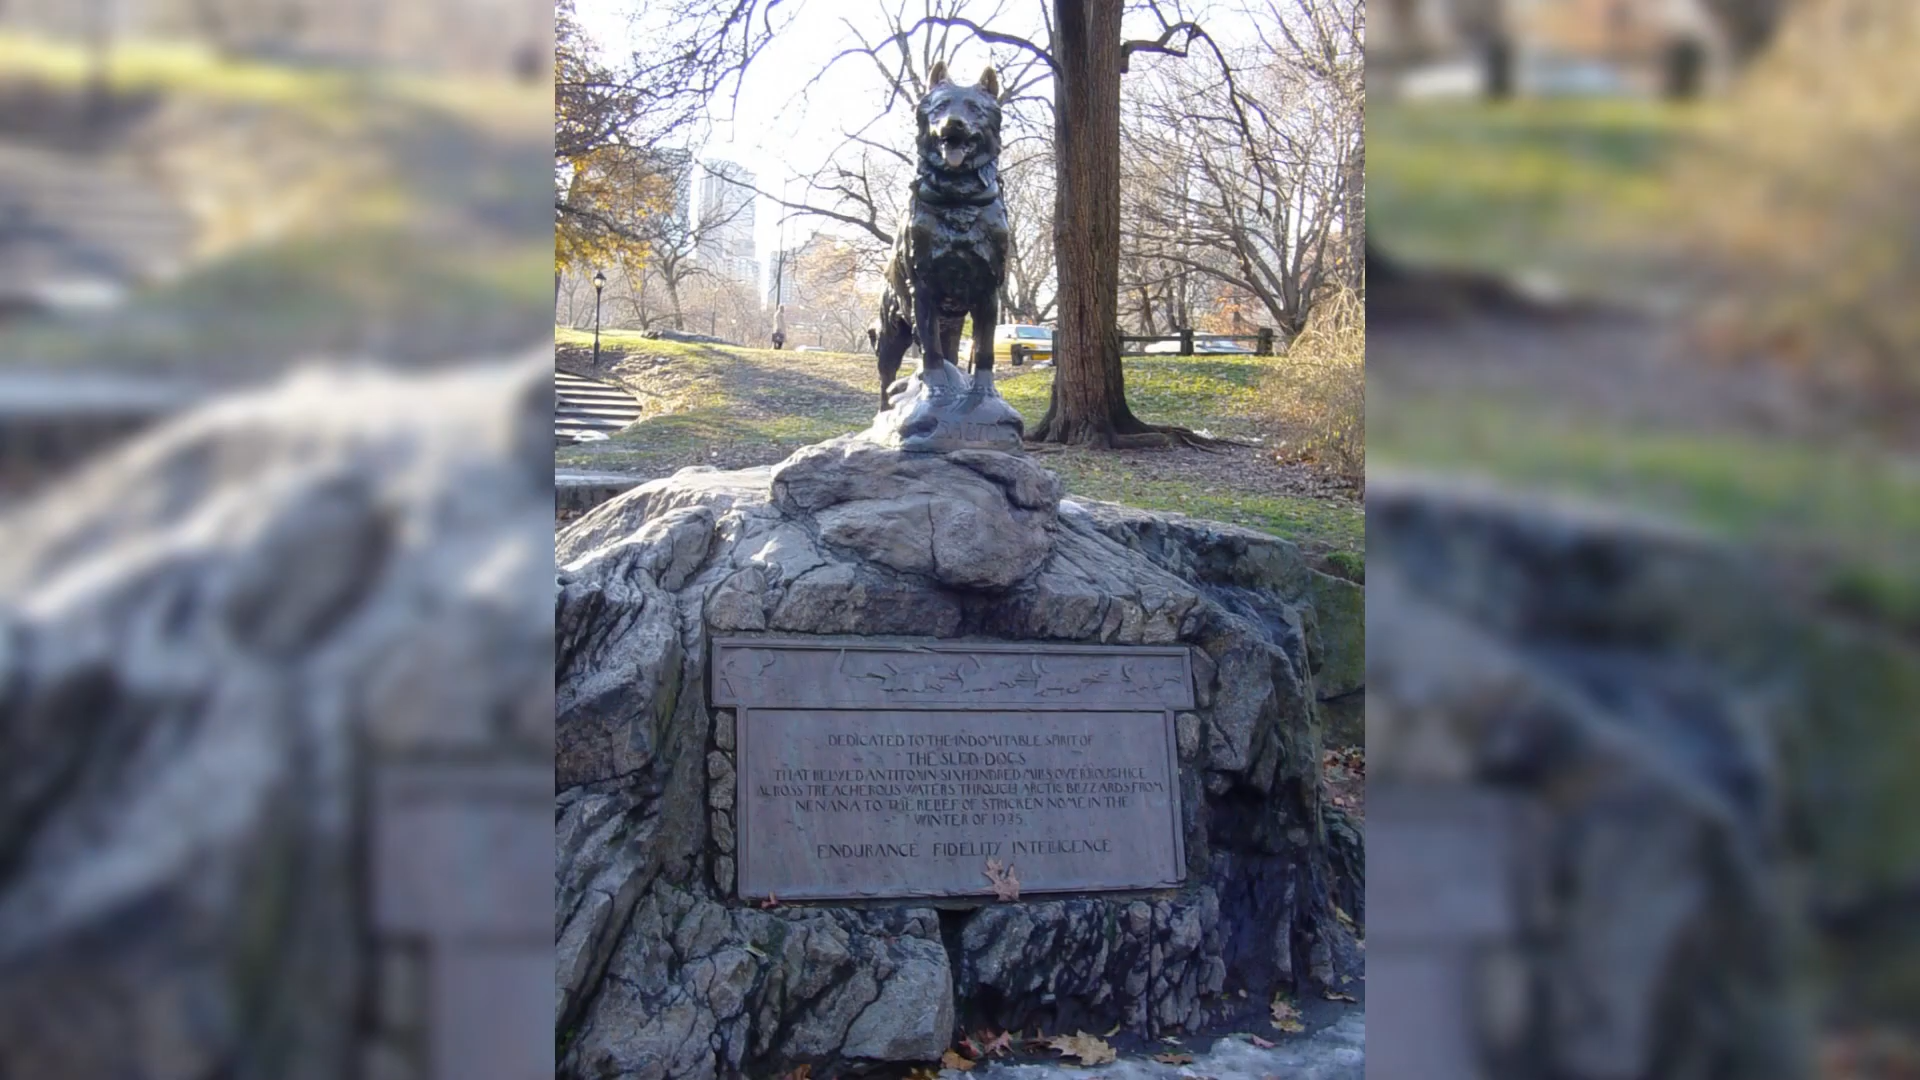 DEDICATED TO THE INDOMITABLE SPIRIT OF
THE SLED DOGS
THAT RELAYED ANTITOXIN SIX HUNDRED MILES OVER ROUGH ICE
ACROSS TREACHEROUS WATERS THROUGH ARCTIC BLIZZARDS FROM
NENANA TO THE RELIEF OF STRICKEN NOME IN THE
WINTER OF 1925
ENDURANCE FIDELITY INTELLIGENCE